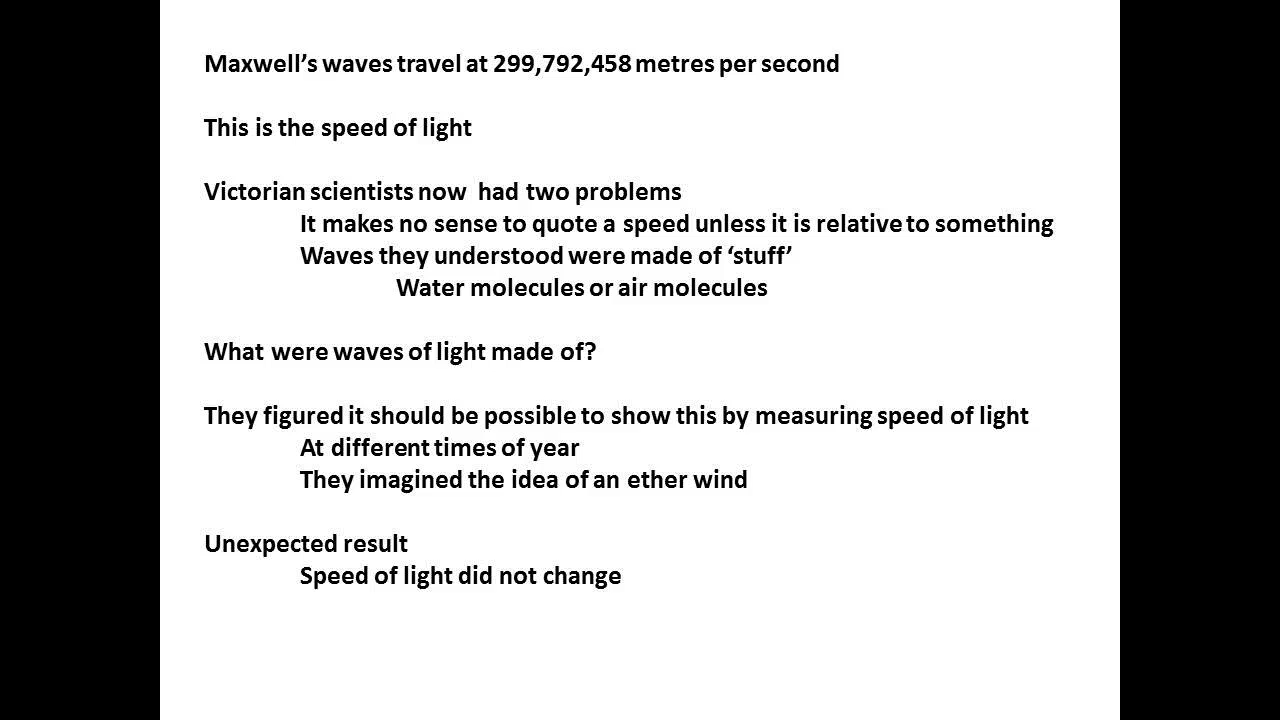 Maxwell’s waves travel at 299,792,458 metres per second
This is the speed of light
Victorian scientists now had two problems
It makes no sense to quote a speed unless it is relative to something
Waves they understood were made of ‘stuff’
Water molecules or air molecules
What were waves of light made of?
They figured it should be possible to show this by measuring speed of light
At different times of year
They imagined the idea of an ether wind
Unexpected result
Speed of light did not change